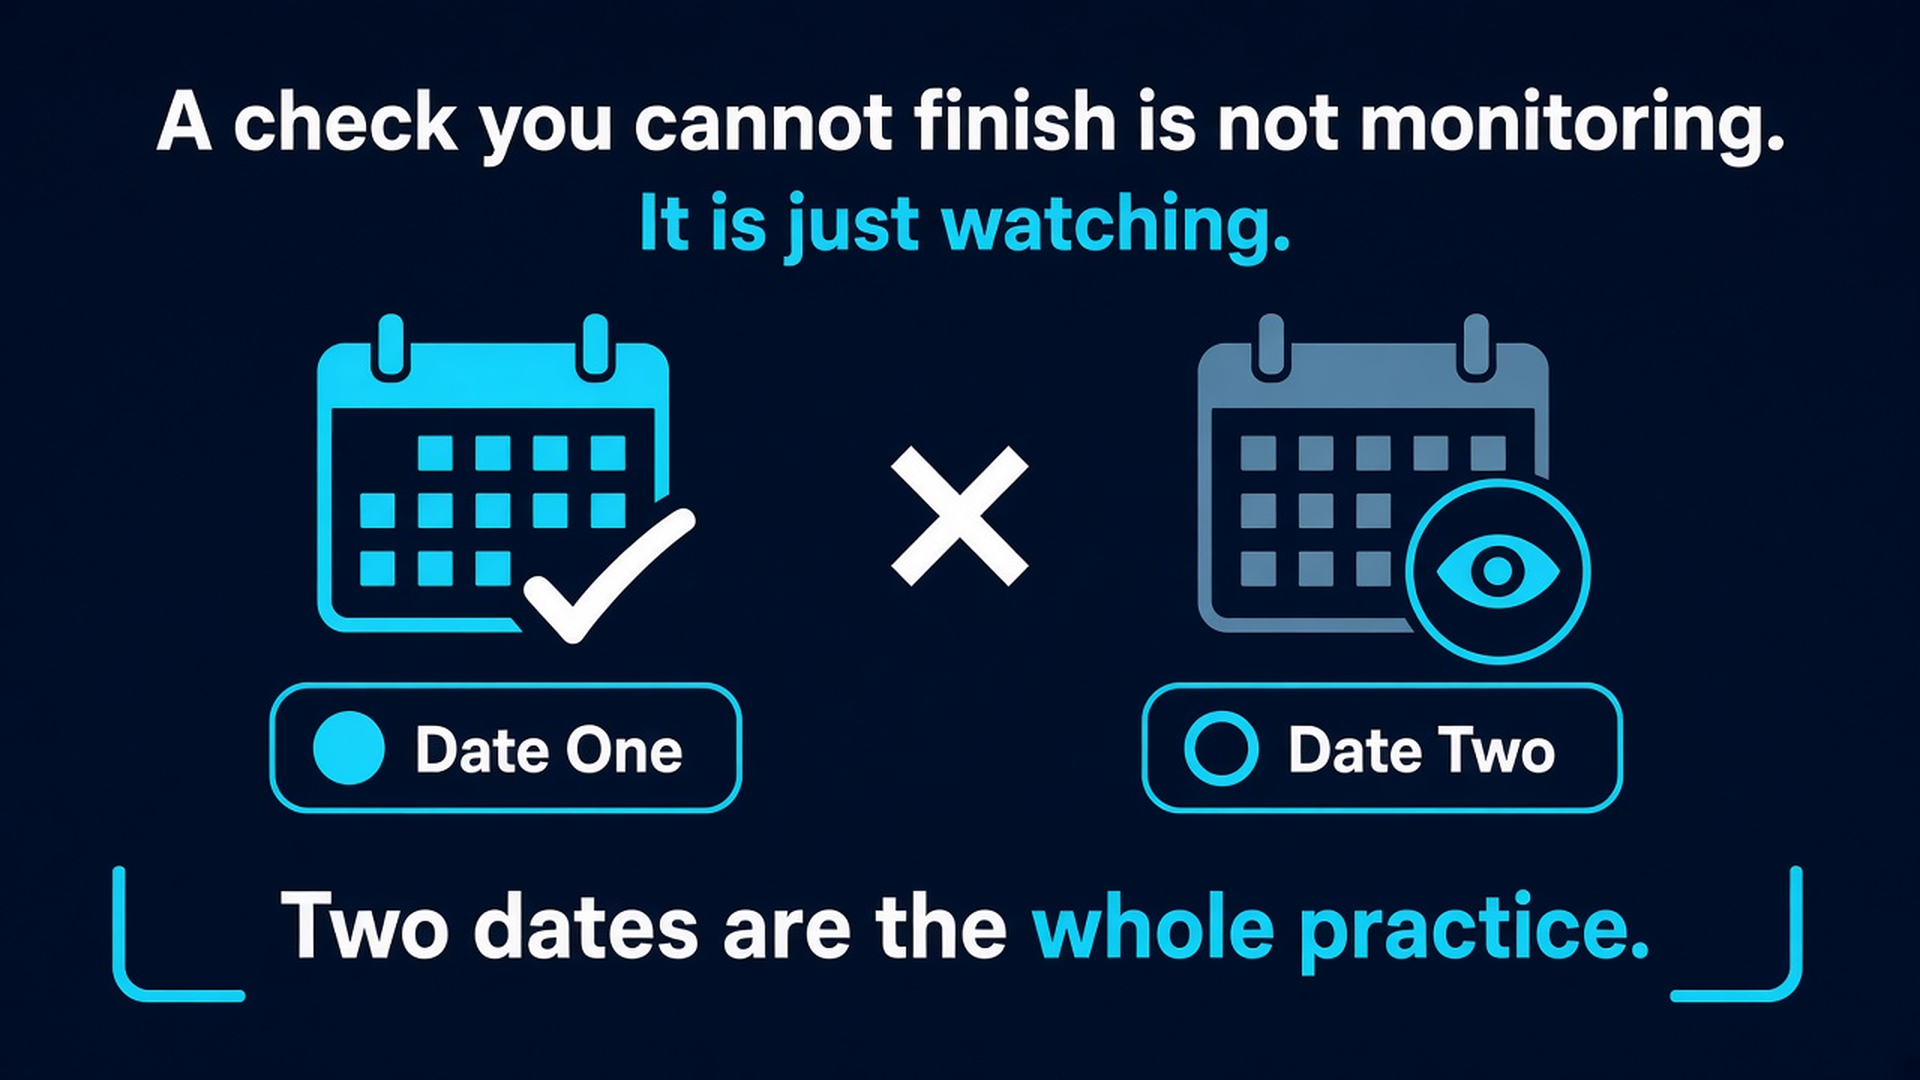 A check you cannot finish is not monitoring.
It is just watching.
Date One
Date Two
Two dates are the whole practice.